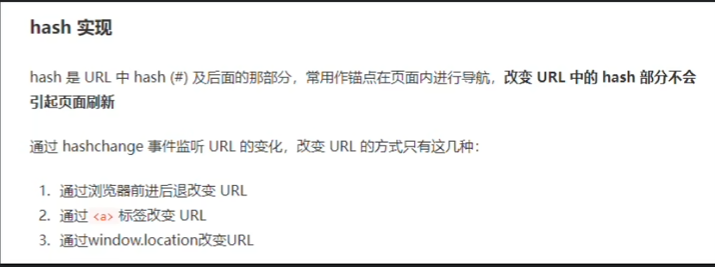 hash 实现
hash 是 URL 中 hash (#) 及后面的那部分，常用作锚点在页面内进行导航，改变 URL 中的 hash 部分不会
引起页面刷新
通过 hashchange 事件监听 URL 的变化，改变 URL 的方式只有这几种：
1. 通过浏览器前进后退改变 URL
2. 通过 <a> 标签改变 URL
3. 通过window.location改变URL